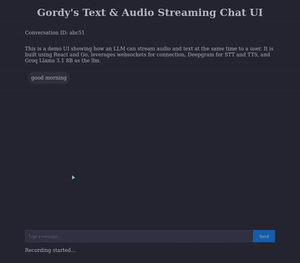 Gordy's Text & Audio Streaming Chat UI
Conversation ID: abc51
This is a demo UI showing how an LLM can stream audio and text at the same time to a user. It is
built using React and Go, leverages websockets for connection, Deepgram for STT and TTS, and
Groq Llama 3.1 8B as the llm.
good morning
Type a message...
Send
Recording started...